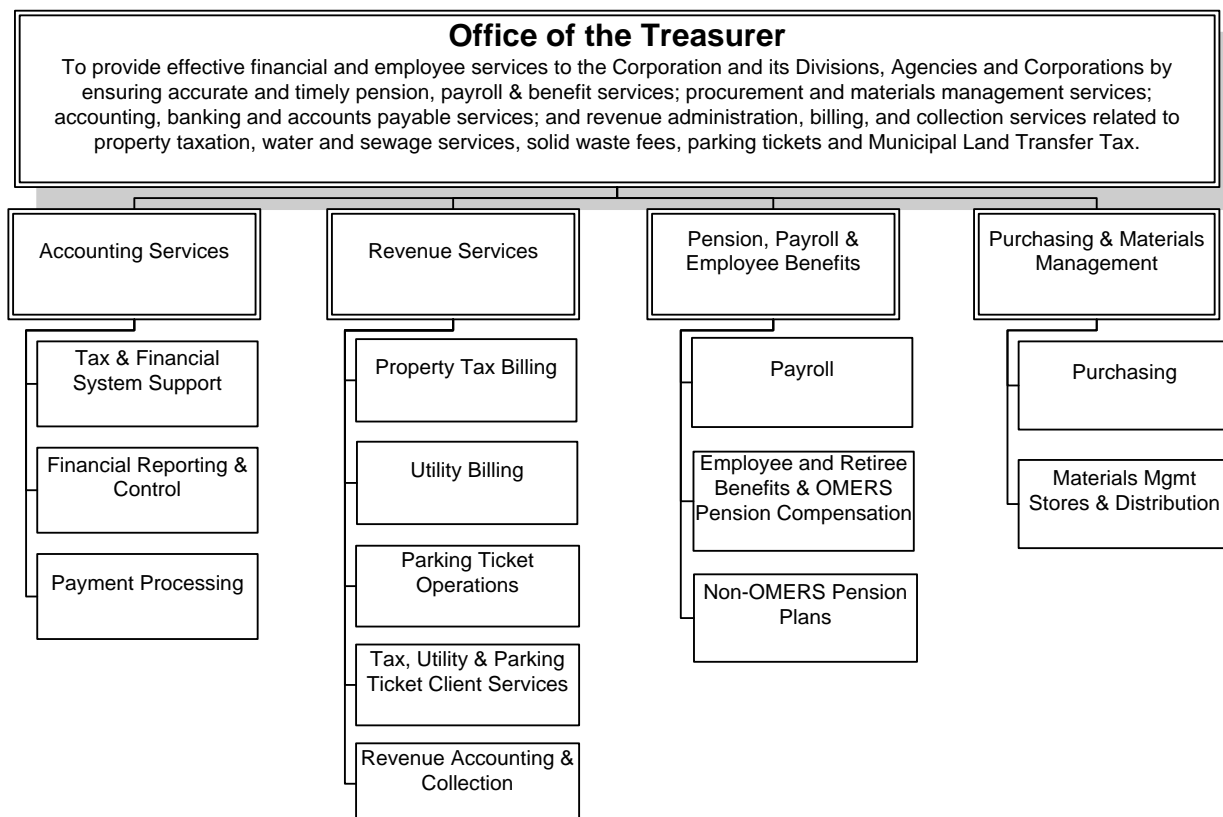 Office of the Treasurer
To provide effective financial and employee services to the Corporation and its Divisions, Agencies and Corporations by
ensuring accurate and timely pension, payroll & benefit services; procurement and materials management services;
accounting, banking and accounts payable services; and revenue administration, billing, and collection services related to
property taxation, water and sewage services, solid waste fees, parking tickets and Municipal Land Transfer Tax.
Accounting Services
Tax & Financial
System Support
Financial Reporting &
Control
Payment Processing
Revenue Services
Property Tax Billing
Utility Billing
Parking Ticket
Operations
Tax, Utility & Parking
Ticket Client Services
Revenue Accounting &
Collection
Pension, Payroll &
Employee Benefits
Payroll
Employee and Retiree
Benefits & OMERS
Pension Compensation
Non-OMERS Pension
Plans
Purchasing & Materials
Management
Purchasing
Materials Mgmt
Stores & Distribution